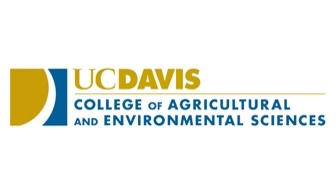 UCDAVIS
COLLEGE OF AGRICULTURAL
AND ENVIRONMENTAL SCIENCES